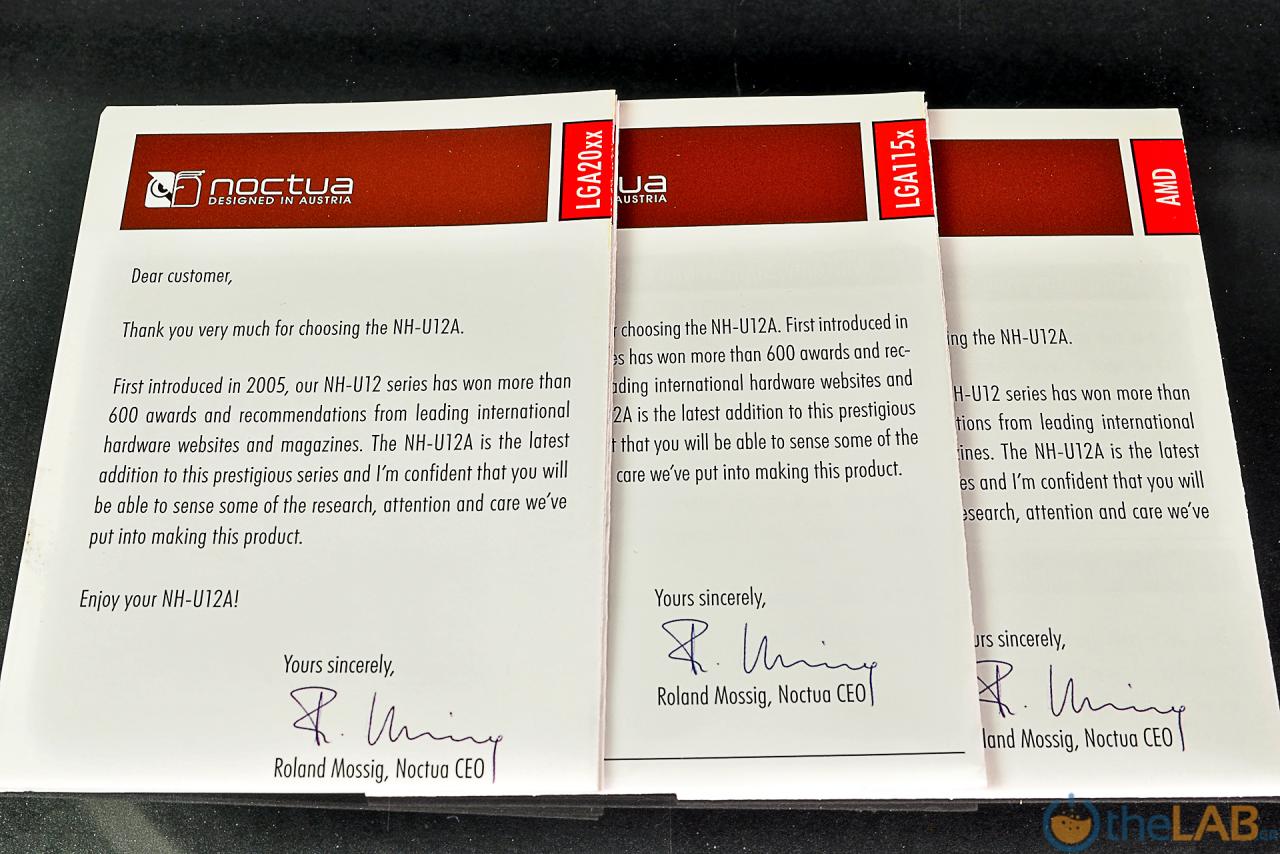 noctua
DESIGNED IN AUSTRIA
LGA20xx
Dear customer,
Thank you very much for choosing the NH-U12A.
First introduced in 2005, our NH-U12 series has won more than
600 awards and recommendations from leading international
hardware websites and magazines. The NH-U12A is the latest
addition to this prestigious series and I'm confident that you will
be able to sense some of the research, attention and care we've
put into making this product.
Enjoy your NH-U12A!
Yours sincerely,
R. Mossig
Roland Mossig, Noctua CEO
ua
AUSTRIA
LGA115x
choosing the NH-U12A. First introduced in
has won more than 600 awards and rec-
ading international hardware websites and
2A is the latest addition to this prestigious
t that you will be able to sense some of the
care we've put into making this product.
Yours sincerely,
R. Mossig
Roland Mossig, Noctua CEO
AMD
ing the NH-U12A.
H-U12 series has won more than
tions from leading international
ines. The NH-U12A is the latest
es and I'm confident that you will
esearch, attention and care we've
urs sincerely,
R. Mossig
land Mossig, Noctua CEO
theLAB.GR